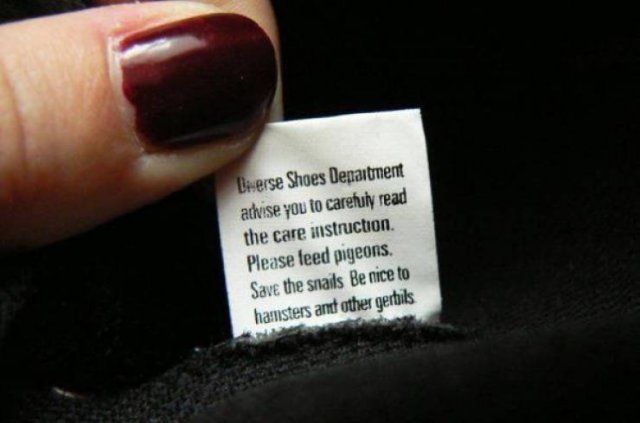 Diverse Shoes Department
advise you to carefuly read
the care instruction.
Please feed pigeons.
Save the snails. Be nice to
hamsters and other gerbils